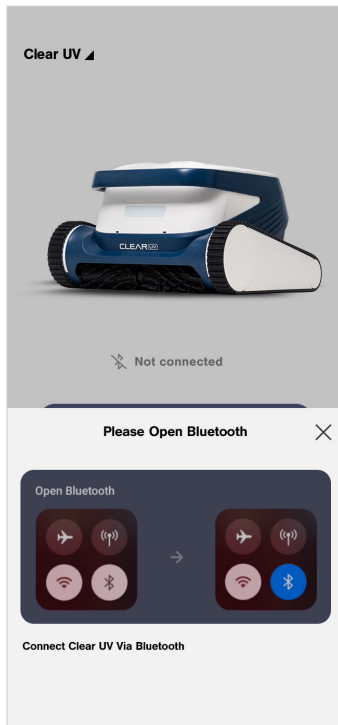 Clear UV
CLEAR UV
Not connected
Please Open Bluetooth
Open Bluetooth
Connect Clear UV Via Bluetooth